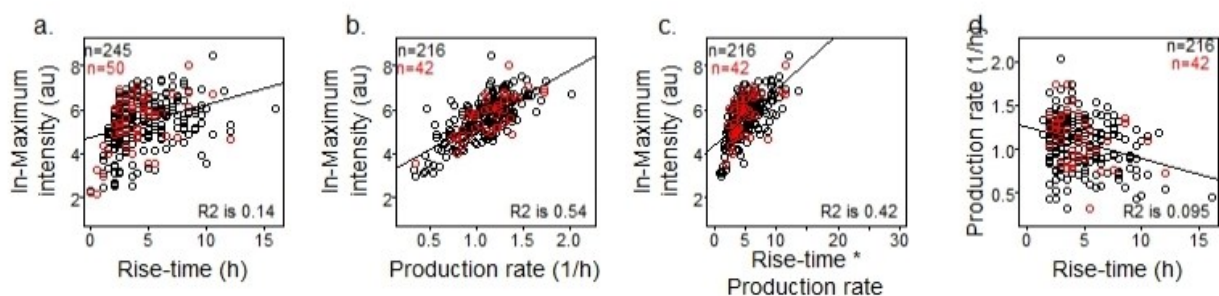 a.
n=245
n=50
8
6
4
2
ln-Maximum
intensity (au)
R2 is 0.14
0 5 10 15
Rise-time (h)
b.
n=216
n=42
8
6
4
2
ln-Maximum
intensity (au)
R2 is 0.54
0.5 1.0 1.5 2.0
Production rate (1/h)
c.
n=216
n=42
8
6
4
2
ln-Maximum
intensity (au)
R2 is 0.42
0 5 10 20 30
Rise-time *
Production rate
d.
n=216
n=42
2.0
1.5
1.0
0.5
Production rate (1/h)
R2 is 0.095
0 5 10 15
Rise-time (h)